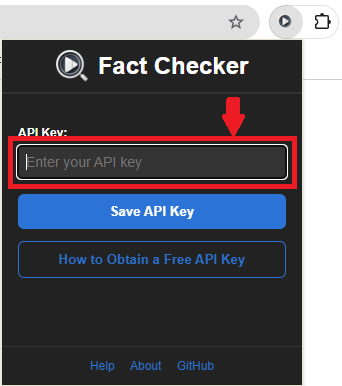 Fact Checker
API Key:
Enter your API key
Save API Key
How to Obtain a Free API Key
Help About GitHub